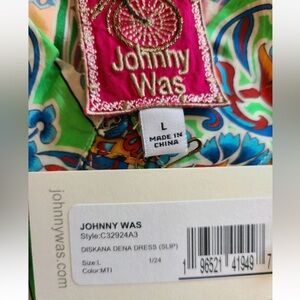 Johnny
Was
L
MADE IN
CHINA
johnnywas.com
JOHNNY WAS
Style:C32924A3
DISKANA DENA DRESS (SLIP)
Size:L 1/24
Color:MTI
1 96521 41949 7